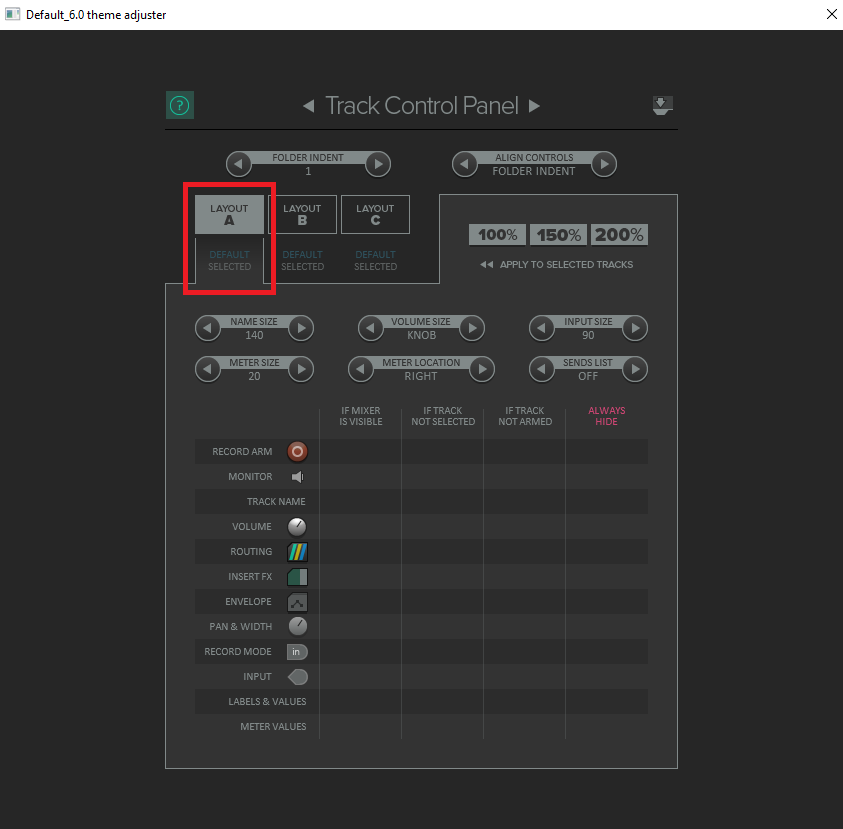 Default_6.0 theme adjuster
?
Track Control Panel
FOLDER INDENT
1
ALIGN CONTROLS
FOLDER INDENT
LAYOUT
A
LAYOUT
B
LAYOUT
C
DEFAULT
SELECTED
DEFAULT
SELECTED
DEFAULT
SELECTED
100% 150% 200%
APPLY TO SELECTED TRACKS
NAME SIZE
140
VOLUME SIZE
KNOB
INPUT SIZE
90
METER SIZE
20
METER LOCATION
RIGHT
SENDS LIST
OFF
IF MIXER
IS VISIBLE
IF TRACK
NOT SELECTED
IF TRACK
NOT ARMED
ALWAYS
HIDE
RECORD ARM
MONITOR
TRACK NAME
VOLUME
ROUTING
INSERT FX
ENVELOPE
PAN & WIDTH
RECORD MODE in
INPUT
LABELS & VALUES
METER VALUES